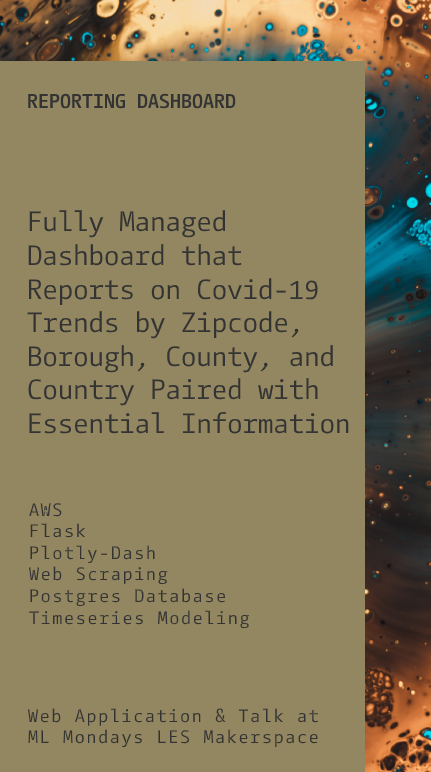 REPORTING DASHBOARD
Fully Managed
Dashboard that
Reports on Covid-19
Trends by Zipcode,
Borough, County, and
Country Paired with
Essential Information
AWS
Flask
Plotly-Dash
Web Scraping
Postgres Database
Timeseries Modeling
Web Application & Talk at
ML Mondays LES Makerspace